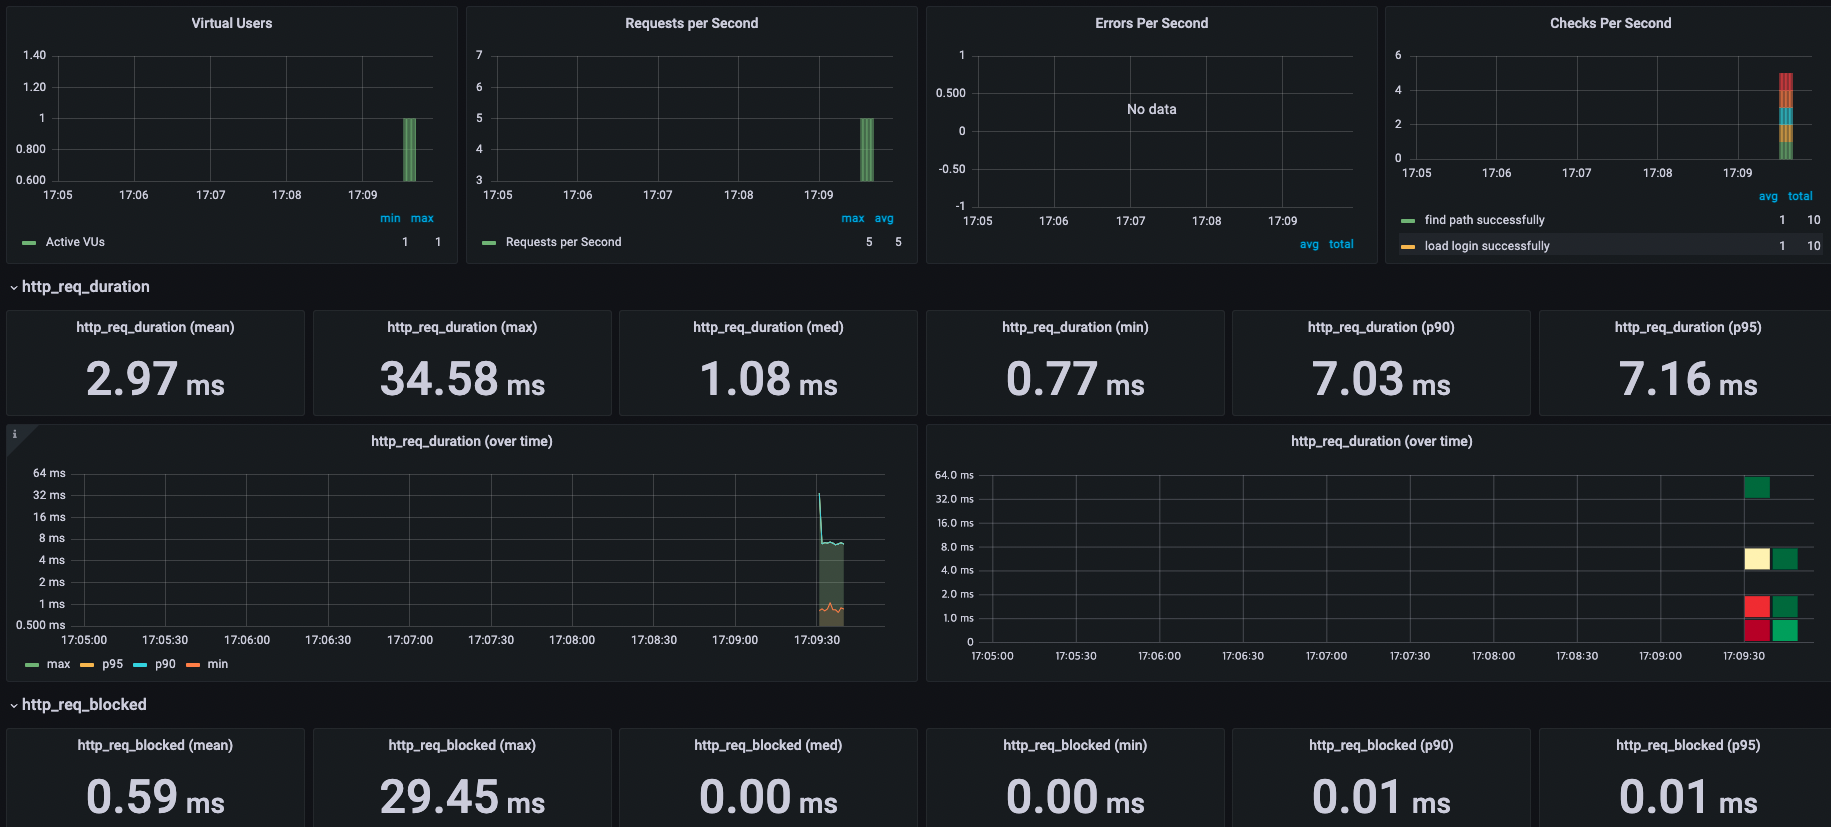 Virtual Users
1.40
1.20
1
0.800
0.600
17:05 17:06 17:07 17:08 17:09
min max
Active VUs 1 1
Requests per Second
7
6
5
4
3
17:05 17:06 17:07 17:08 17:09
max avg
Requests per Second 5 5
Errors Per Second
1
0.500
0
-0.50
-1
No data
17:05 17:06 17:07 17:08 17:09
avg total
Checks Per Second
6
4
2
0
17:05 17:06 17:07 17:08 17:09
avg total
find path successfully 1 10
load login successfully 1 10
http_req_duration
http_req_duration (mean)
2.97 ms
http_req_duration (max)
34.58 ms
http_req_duration (med)
1.08 ms
http_req_duration (min)
0.77 ms
http_req_duration (p90)
7.03 ms
http_req_duration (p95)
7.16 ms
i
http_req_duration (over time)
64 ms
32 ms
16 ms
8 ms
4 ms
2 ms
1 ms
0.500 ms
17:05:00 17:05:30 17:06:00 17:06:30 17:07:00 17:07:30 17:08:00 17:08:30 17:09:00 17:09:30
max p95 p90 min
http_req_duration (over time)
64.0 ms
32.0 ms
16.0 ms
8.0 ms
4.0 ms
2.0 ms
1.0 ms
0
17:05:00 17:05:30 17:06:00 17:06:30 17:07:00 17:07:30 17:08:00 17:08:30 17:09:00 17:09:30
http_req_blocked
http_req_blocked (mean)
0.59 ms
http_req_blocked (max)
29.45 ms
http_req_blocked (med)
0.00 ms
http_req_blocked (min)
0.00 ms
http_req_blocked (p90)
0.01 ms
http_req_blocked (p95)
0.01 ms